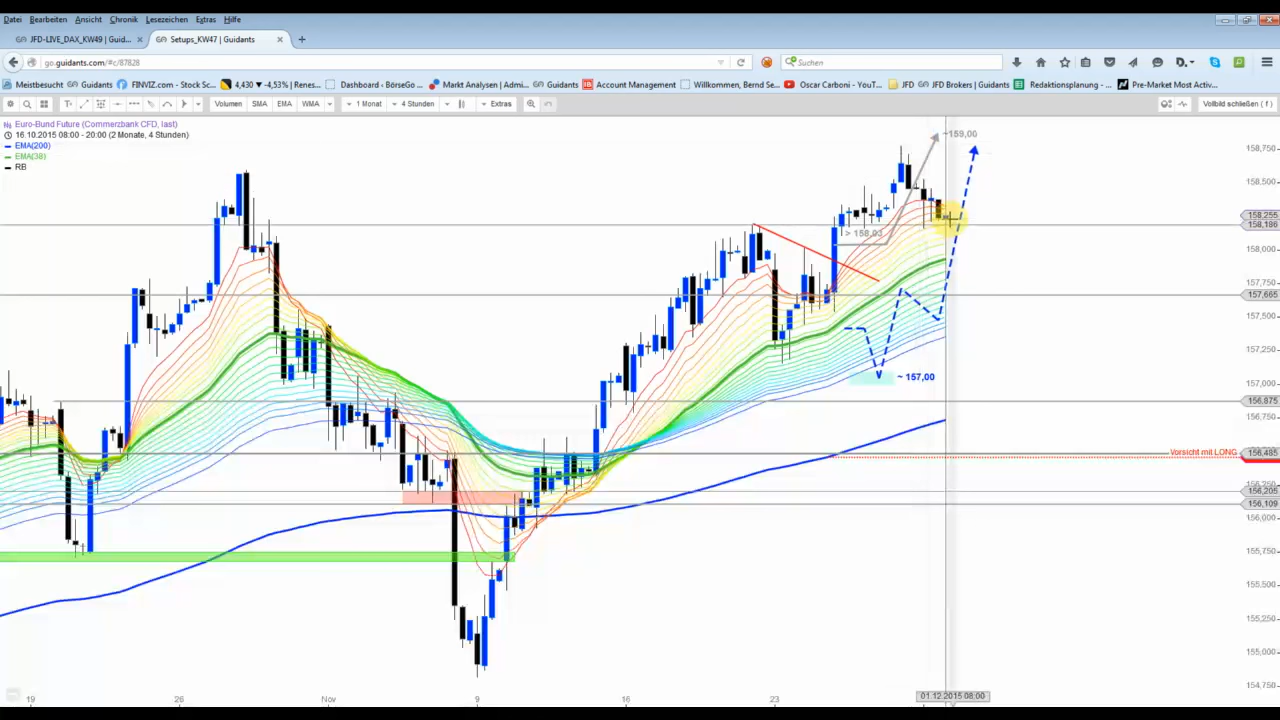 Datei Bearbeiten Ansicht Chronik Lesezeichen Extras Hilfe
JFD-LIVE_DAX_KW49 | Guid... Setups_KW47 | Guidants
go.guidants.com/#c/87828 Suchen
Meistbesucht Guidants FINVIZ.com - Stock Sc... 4,430 ▼ -4,53% | Renes... Dashboard - BörseGo ... Markt Analysen | Admi... Guidants Account Management Willkommen, Bernd Se... Oscar Carboni - YouT... JFD JFD Brokers | Guidants Redaktionsplanung - ... Pre-Market Most Activ...
Volumen SMA EMA WMA 1 Monat 4 Stunden Extras Vollbild schließen ( f )
Euro-Bund Future (Commerzbank CFD, last)
16.10.2015 08:00 - 20:00 (2 Monate, 4 Stunden)
EMA(200)
EMA(38)
RB
~159,00
158,750
158,500
158,255
158,186
> 158,03
158,000
157,750
157,665
157,500
157,250
~ 157,00
157,000
156,875
156,750
Vorsicht mit LONG
156,485
156,250
156,209
156,109
156,000
155,750
155,500
155,250
155,000
154,750
19 26 Nov 9 16 23 01.12.2015 08:00